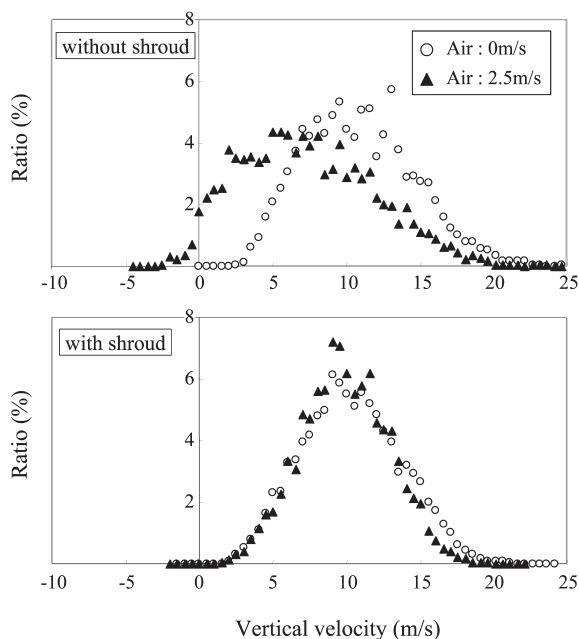 8
without shroud
Air : 0m/s
Air : 2.5m/s
6
4
2
Ratio (%)
-10 -5 0 5 10 15 20 25
8
with shroud
6
4
2
Ratio (%)
-10 -5 0 5 10 15 20 25
Vertical velocity (m/s)